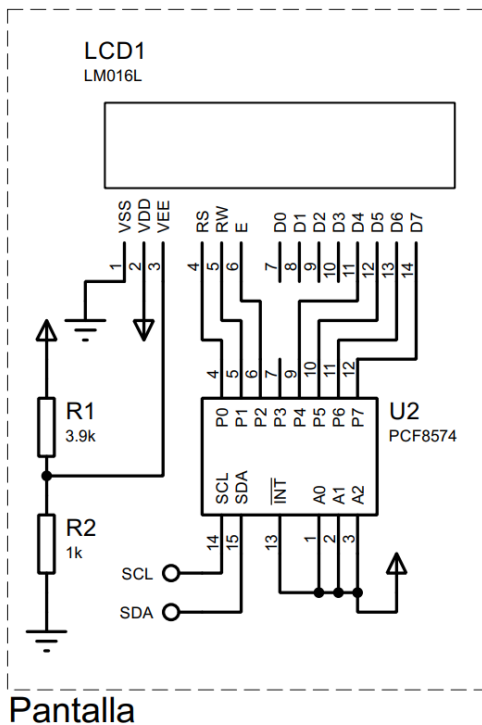 LCD1
LM016L
VSS VDD VEE RS RW E D0 D1 D2 D3 D4 D5 D6 D7
1 2 3 4 5 6 7 8 9 10 11 12 13 14
4 5 6 7 9 10 11 12
P0 P1 P2 P3 P4 P5 P6 P7
U2
PCF8574
R1
3.9k
SCL SDA INT A0 A1 A2
R2
1k
14 15 13 1 2 3
SCL
SDA
Pantalla